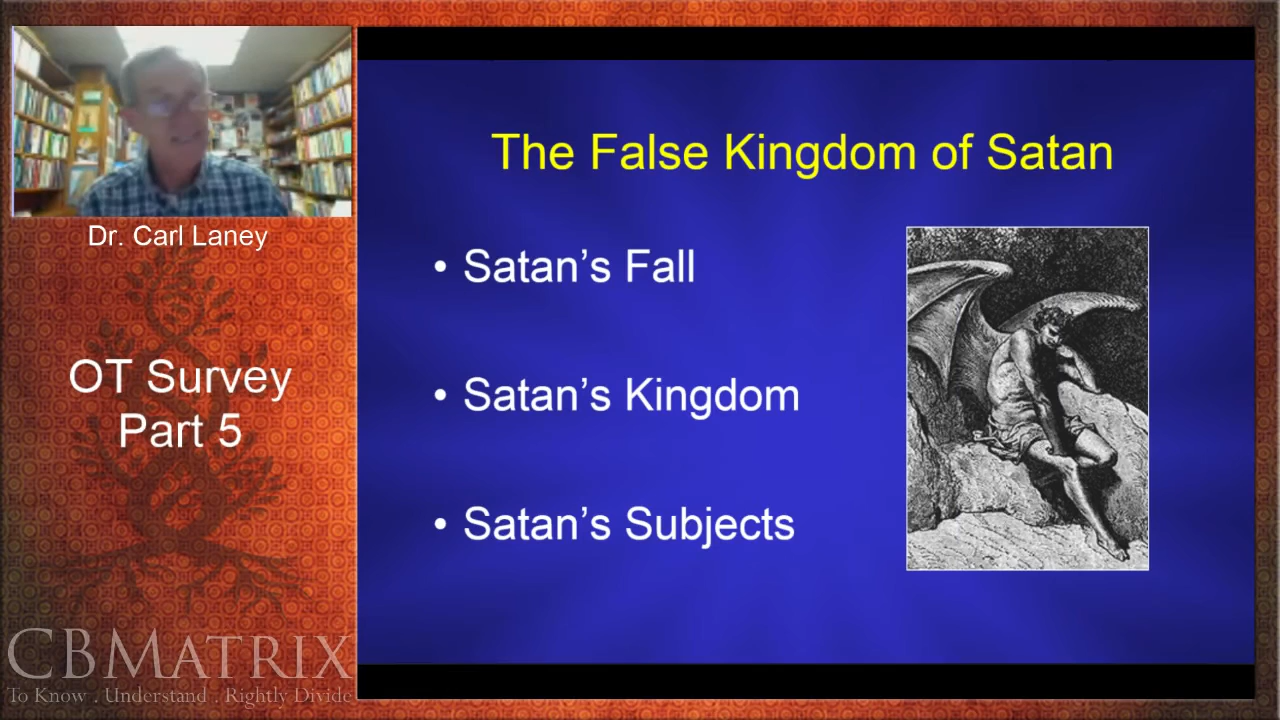 Dr. Carl Laney
OT Survey
Part 5
CBMATRIX
To Know . Understand . Rightly Divide
The False Kingdom of Satan
• Satan’s Fall
• Satan’s Kingdom
• Satan’s Subjects